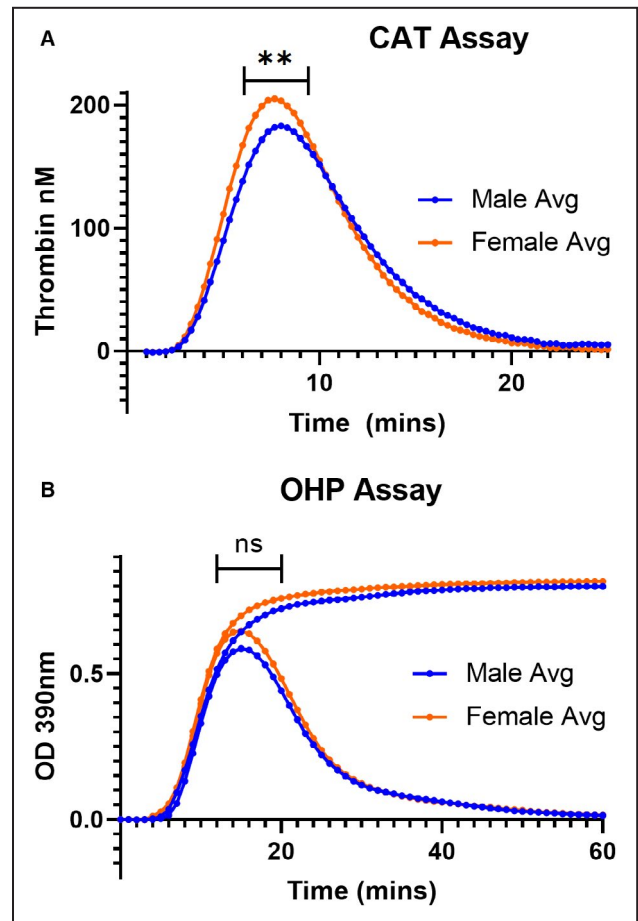 A
CAT Assay
**
200
100
0
Thrombin nM
Male Avg
Female Avg
10
20
Time (mins)
B
OHP Assay
ns
0.5
0.0
OD 390nm
Male Avg
Female Avg
20
40
60
Time (mins)